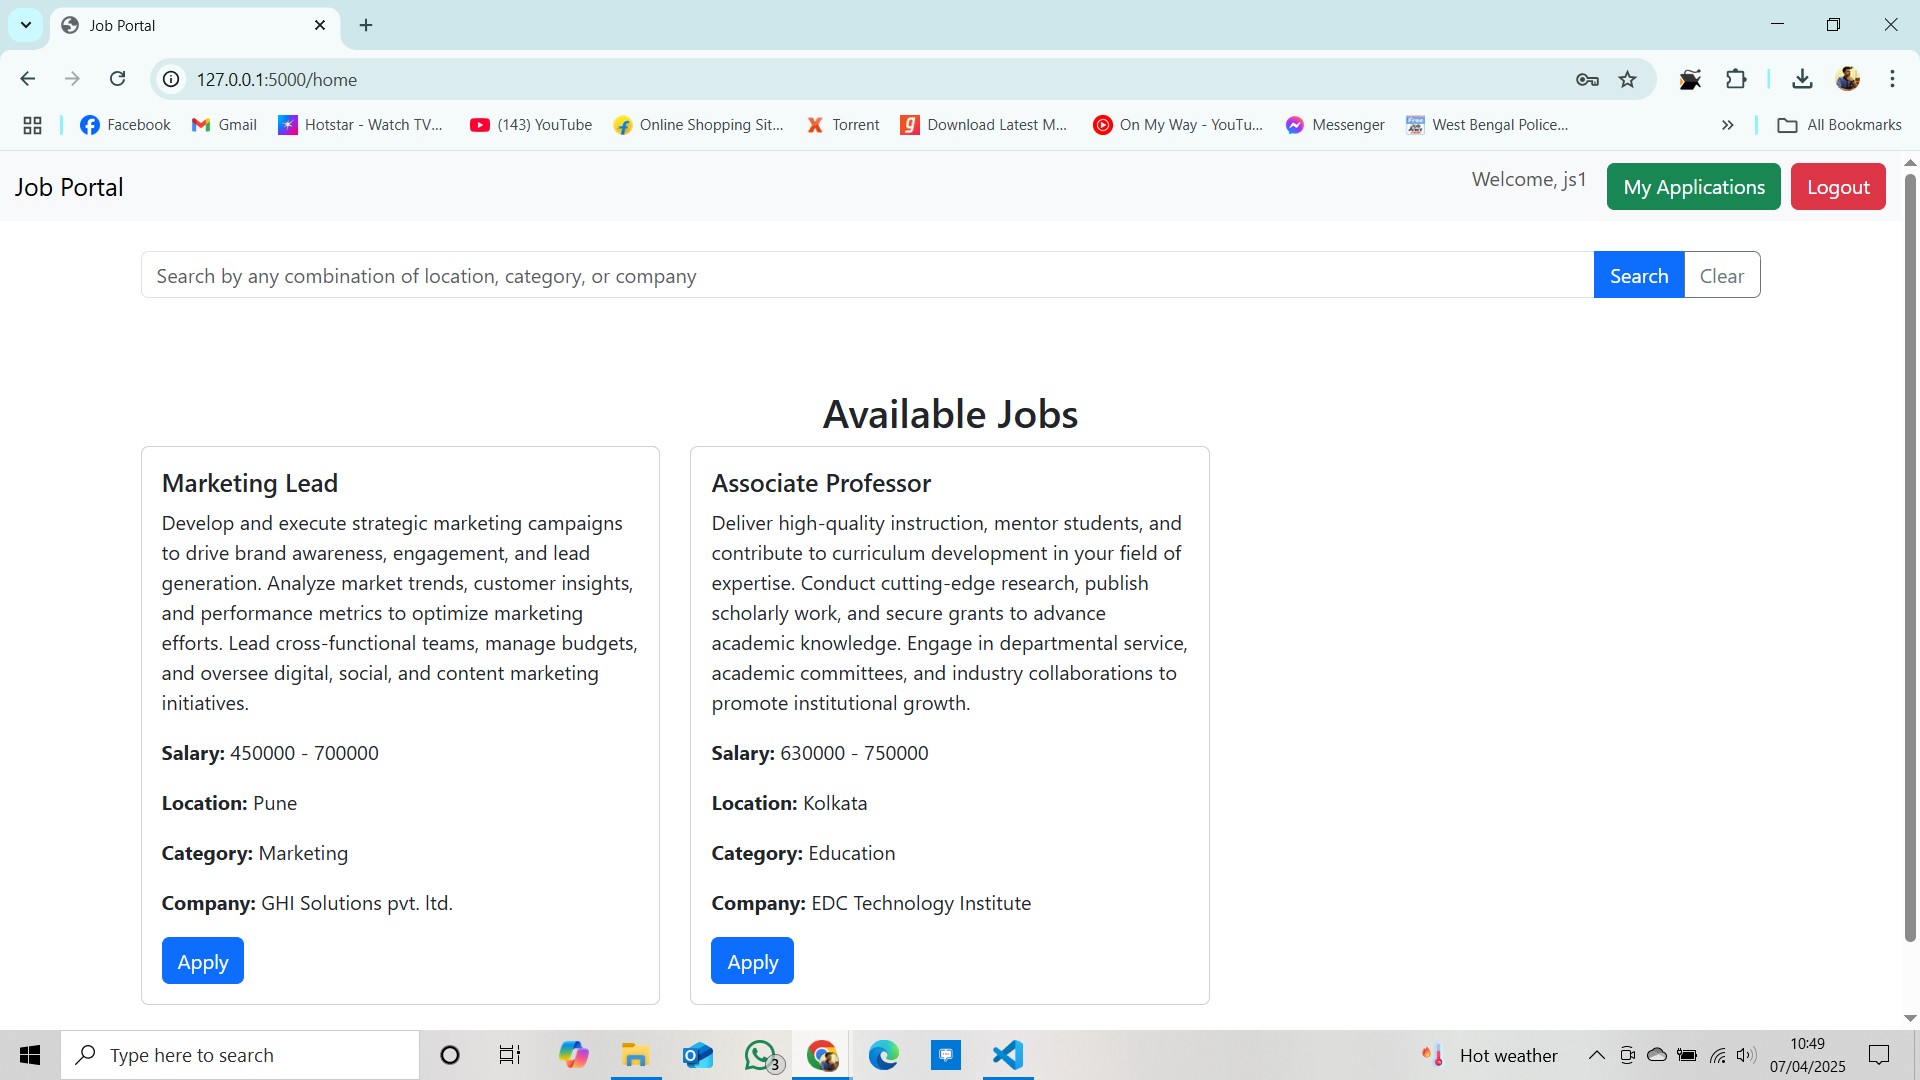 Job Portal
127.0.0.1:5000/home
Facebook
Gmail
Hotstar - Watch TV...
(143) YouTube
Online Shopping Sit...
Torrent
Download Latest M...
On My Way - YouTu...
Messenger
West Bengal Police...
All Bookmarks
Job Portal
Welcome, js1
My Applications
Logout
Search by any combination of location, category, or company
Search
Clear
Available Jobs
Marketing Lead
Develop and execute strategic marketing campaigns
to drive brand awareness, engagement, and lead
generation. Analyze market trends, customer insights,
and performance metrics to optimize marketing
efforts. Lead cross-functional teams, manage budgets,
and oversee digital, social, and content marketing
initiatives.
Salary: 450000 - 700000
Location: Pune
Category: Marketing
Company: GHI Solutions pvt. ltd.
Apply
Associate Professor
Deliver high-quality instruction, mentor students, and
contribute to curriculum development in your field of
expertise. Conduct cutting-edge research, publish
scholarly work, and secure grants to advance
academic knowledge. Engage in departmental service,
academic committees, and industry collaborations to
promote institutional growth.
Salary: 630000 - 750000
Location: Kolkata
Category: Education
Company: EDC Technology Institute
Apply
Type here to search
3
Hot weather
10:49
07/04/2025